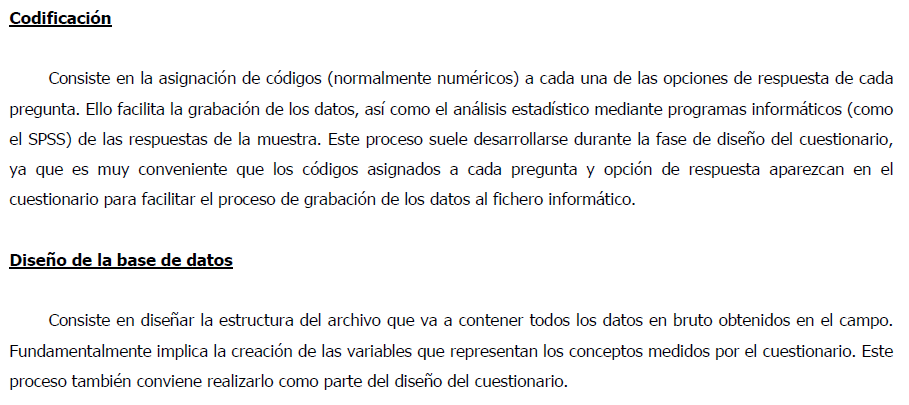 Codificación
Consiste en la asignación de códigos (normalmente numéricos) a cada una de las opciones de respuesta de cada
pregunta. Ello facilita la grabación de los datos, así como el análisis estadístico mediante programas informáticos (como
el SPSS) de las respuestas de la muestra. Este proceso suele desarrollarse durante la fase de diseño del cuestionario,
ya que es muy conveniente que los códigos asignados a cada pregunta y opción de respuesta aparezcan en el
cuestionario para facilitar el proceso de grabación de los datos al fichero informático.
Diseño de la base de datos
Consiste en diseñar la estructura del archivo que va a contener todos los datos en bruto obtenidos en el campo.
Fundamentalmente implica la creación de las variables que representan los conceptos medidos por el cuestionario. Este
proceso también conviene realizarlo como parte del diseño del cuestionario.